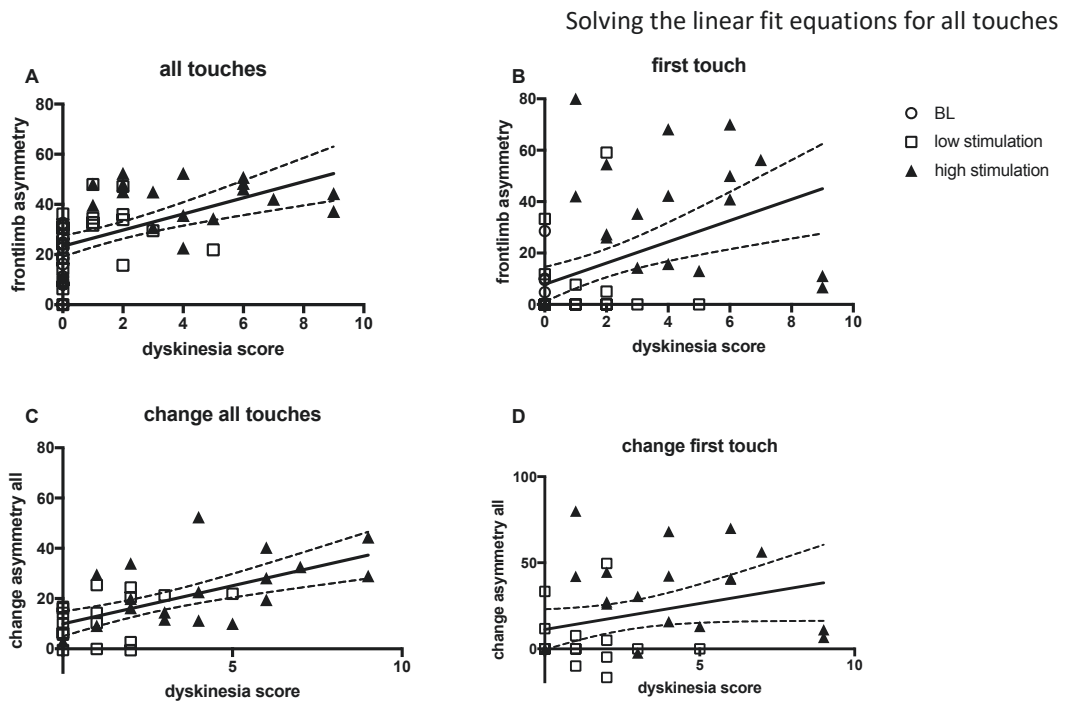 Solving the linear fit equations for all touches
A
all touches
80
60
40
20
0
0 2 4 6 8 10
frontlimb asymmetry
dyskinesia score
B
first touch
80
60
40
20
0
0 2 4 6 8 10
frontlimb asymmetry
dyskinesia score
BL
low stimulation
high stimulation
C
change all touches
80
60
40
20
0
5 10
change asymmetry all
dyskinesia score
D
change first touch
100
50
0
5 10
change asymmetry all
dyskinesia score